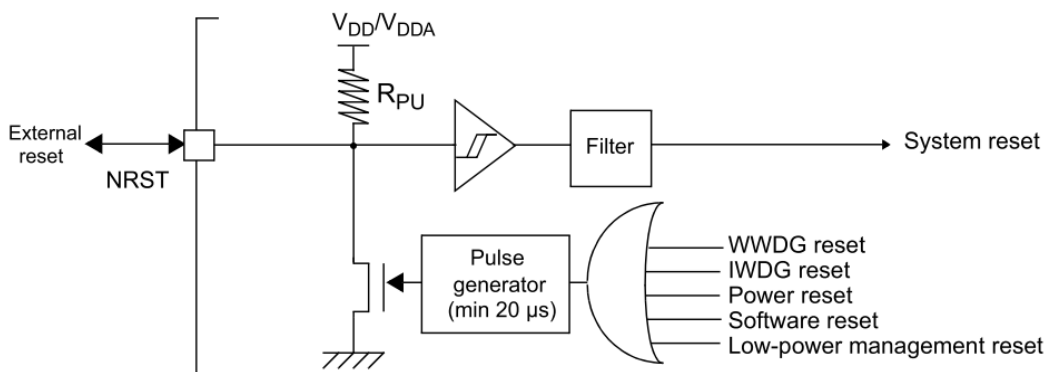 VDD/VDDA
RPU
External
reset
NRST
Filter
System reset
Pulse
generator
(min 20 µs)
WWDG reset
IWDG reset
Power reset
Software reset
Low-power management reset